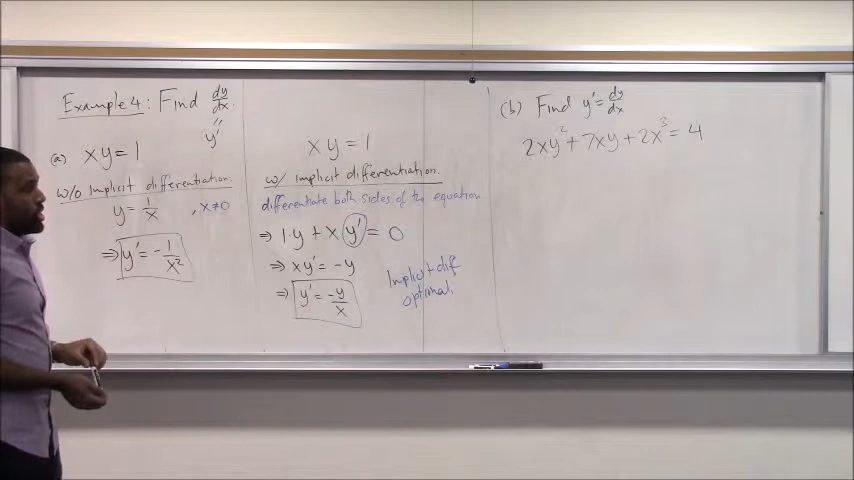 Example 4: Find dy/dx.
"
y'
(a) xy = 1
w/o Implicit differentiation:
y = 1/x , x≠0
⇒ y' = -1/x²
xy = 1
w/ implicit differentiation.
differentiate both sides of the equation
⇒ 1·y + x y' = 0
⇒ xy' = -y
⇒ y' = -y/x
Implicit dif
optional.
(b) Find y' = dy/dx
2xy² + 7xy + 2x³ = 4